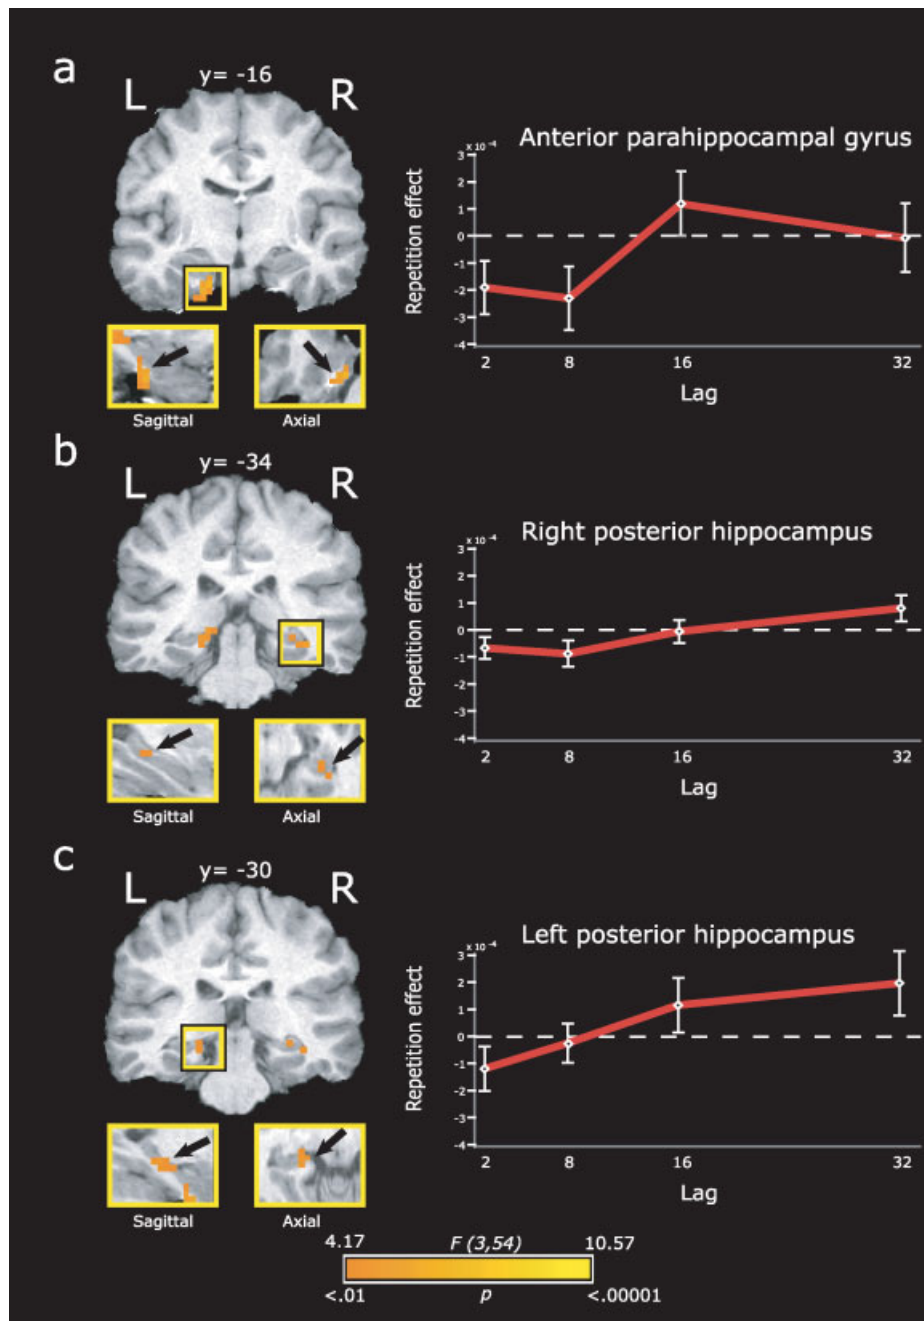 a
y= -16
L R
Sagittal Axial
Anterior parahippocampal gyrus
x 10⁻⁴
3
2
1
0
-1
-2
-3
-4
Repetition effect
2 8 16 32
Lag
b
y= -34
L R
Sagittal Axial
Right posterior hippocampus
x 10⁻⁴
3
2
1
0
-1
-2
-3
-4
Repetition effect
2 8 16 32
Lag
c
y= -30
L R
Sagittal Axial
Left posterior hippocampus
x 10⁻⁴
3
2
1
0
-1
-2
-3
-4
Repetition effect
2 8 16 32
Lag
4.17 F (3,54) 10.57
<.01 p <.00001